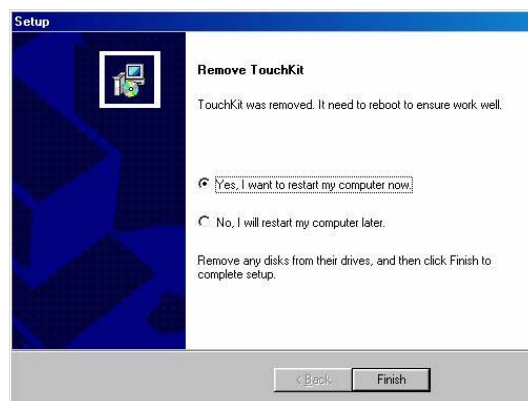 Setup
Remove TouchKit
TouchKit was removed. It need to reboot to ensure work well.
Yes, I want to restart my computer now.
No, I will restart my computer later.
Remove any disks from their drives, and then click Finish to
complete setup.
< Back
Finish